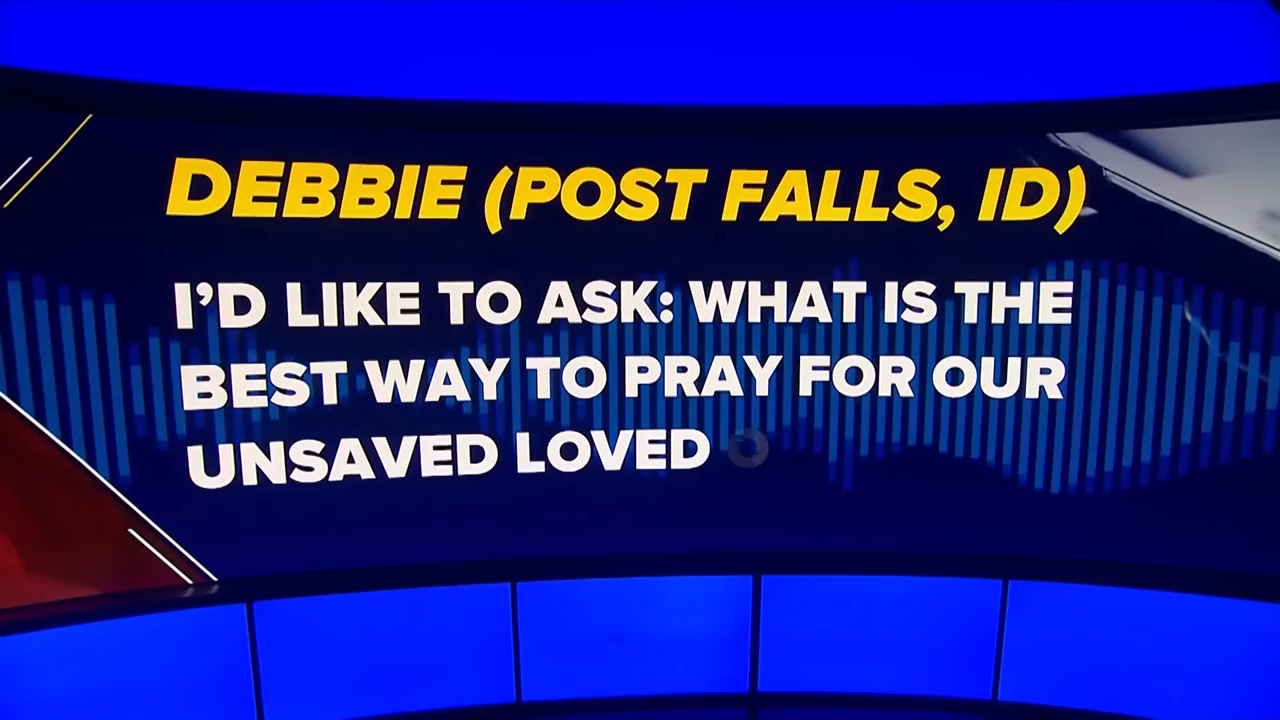 DEBBIE (POST FALLS, ID)
I'D LIKE TO ASK: WHAT IS THE
BEST WAY TO PRAY FOR OUR
UNSAVED LOVED